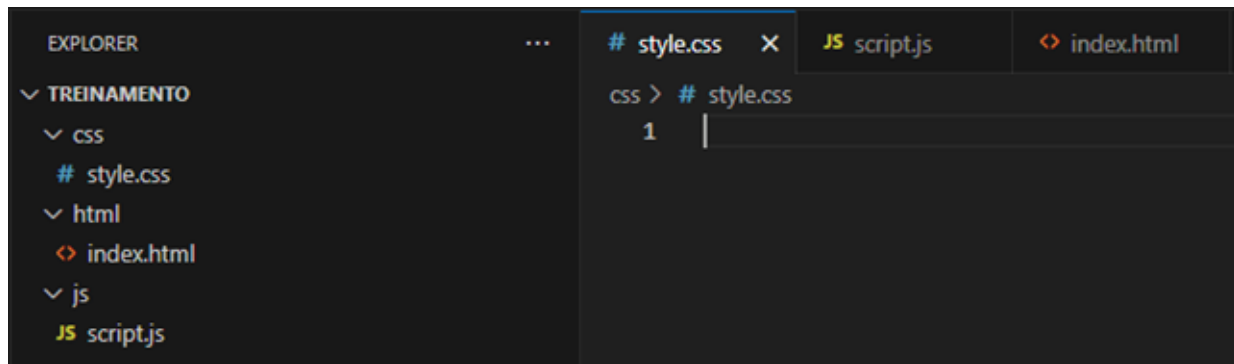 EXPLORER ...
TREINAMENTO
css
# style.css
html
<> index.html
js
JS script.js
# style.css × JS script.js <> index.html
css > # style.css
1